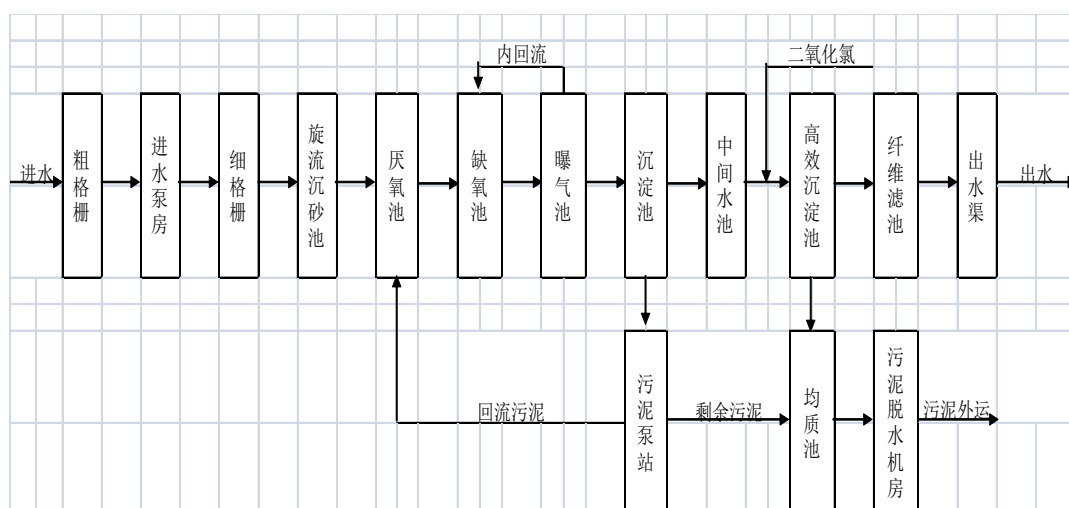 内回流
二氧化氯
进水
粗格栅
进水泵房
细格栅
旋流沉砂池
厌氧池
缺氧池
曝气池
沉淀池
中间水池
高效沉淀池
纤维滤池
出水渠
出水
回流污泥
污泥泵站
剩余污泥
均质池
污泥脱水机房
污泥外运